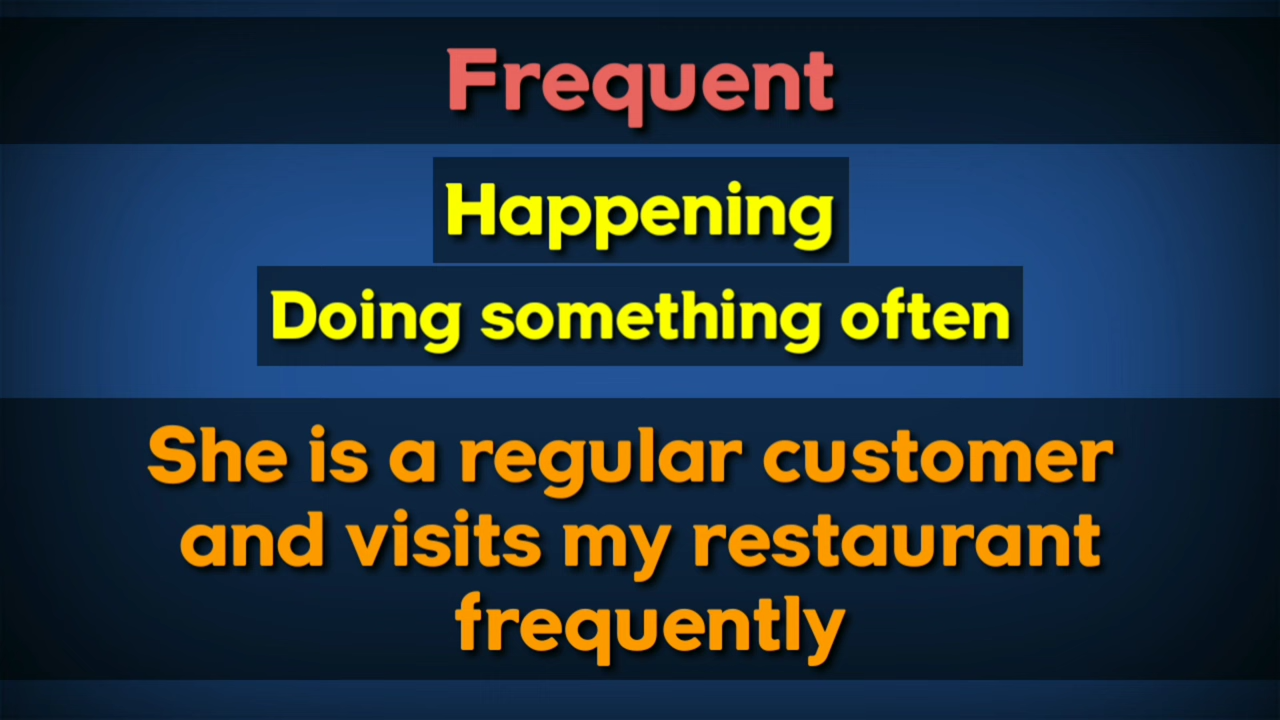 Frequent
Happening
Doing something often
She is a regular customer
and visits my restaurant
frequently